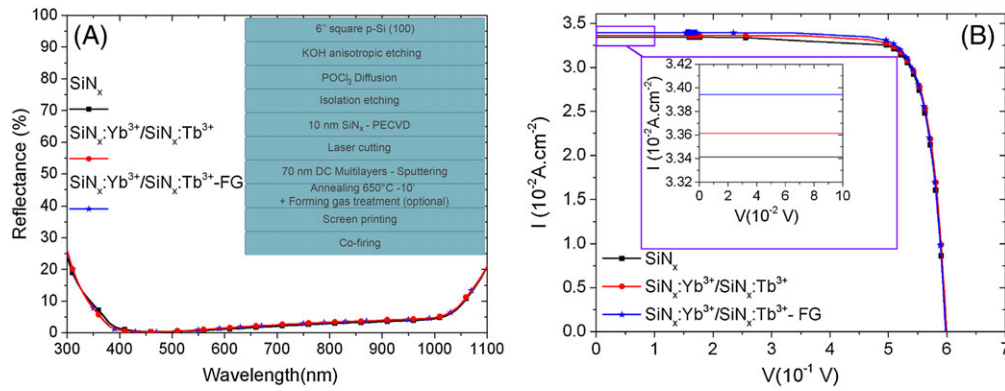 (A)
100
90
80
70
60
50
40
30
20
10
0
Reflectance (%)
300 400 500 600 700 800 900 1000 1100
Wavelength(nm)
SiNₓ
SiNₓ:Yb³⁺/SiNₓ:Tb³⁺
SiNₓ:Yb³⁺/SiNₓ:Tb³⁺-FG
6'' square p-Si (100)
KOH anisotropic etching
POCl₃ Diffusion
Isolation etching
10 nm SiNₓ - PECVD
Laser cutting
70 nm DC Multilayers - Sputtering
Annealing 650°C -10'
+ Forming gas treatment (optional)
Screen printing
Co-firing
(B)
3.5
3.0
2.5
2.0
1.5
1.0
0.5
0.0
I (10⁻²A.cm⁻²)
0 1 2 3 4 5 6 7
V(10⁻¹ V)
3.42
3.40
3.38
3.36
3.34
3.32
I (10⁻²A.cm⁻²)
0 2 4 6 8 10
V(10⁻² V)
SiNₓ
SiNₓ:Yb³⁺/SiNₓ:Tb³⁺
SiNₓ:Yb³⁺/SiNₓ:Tb³⁺- FG